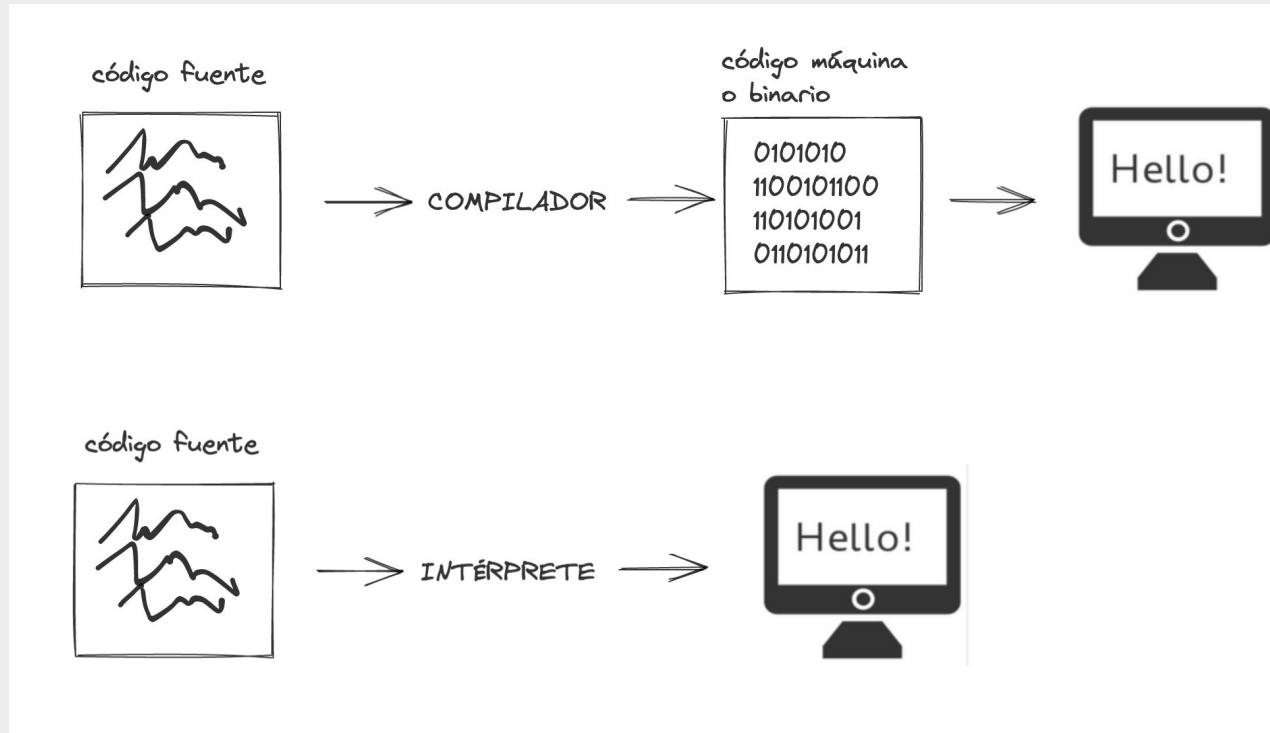 código fuente
COMPILADOR
código máquina
o binario
0101010
1100101100
110101001
0110101011
Hello!
código fuente
INTÉRPRETE
Hello!